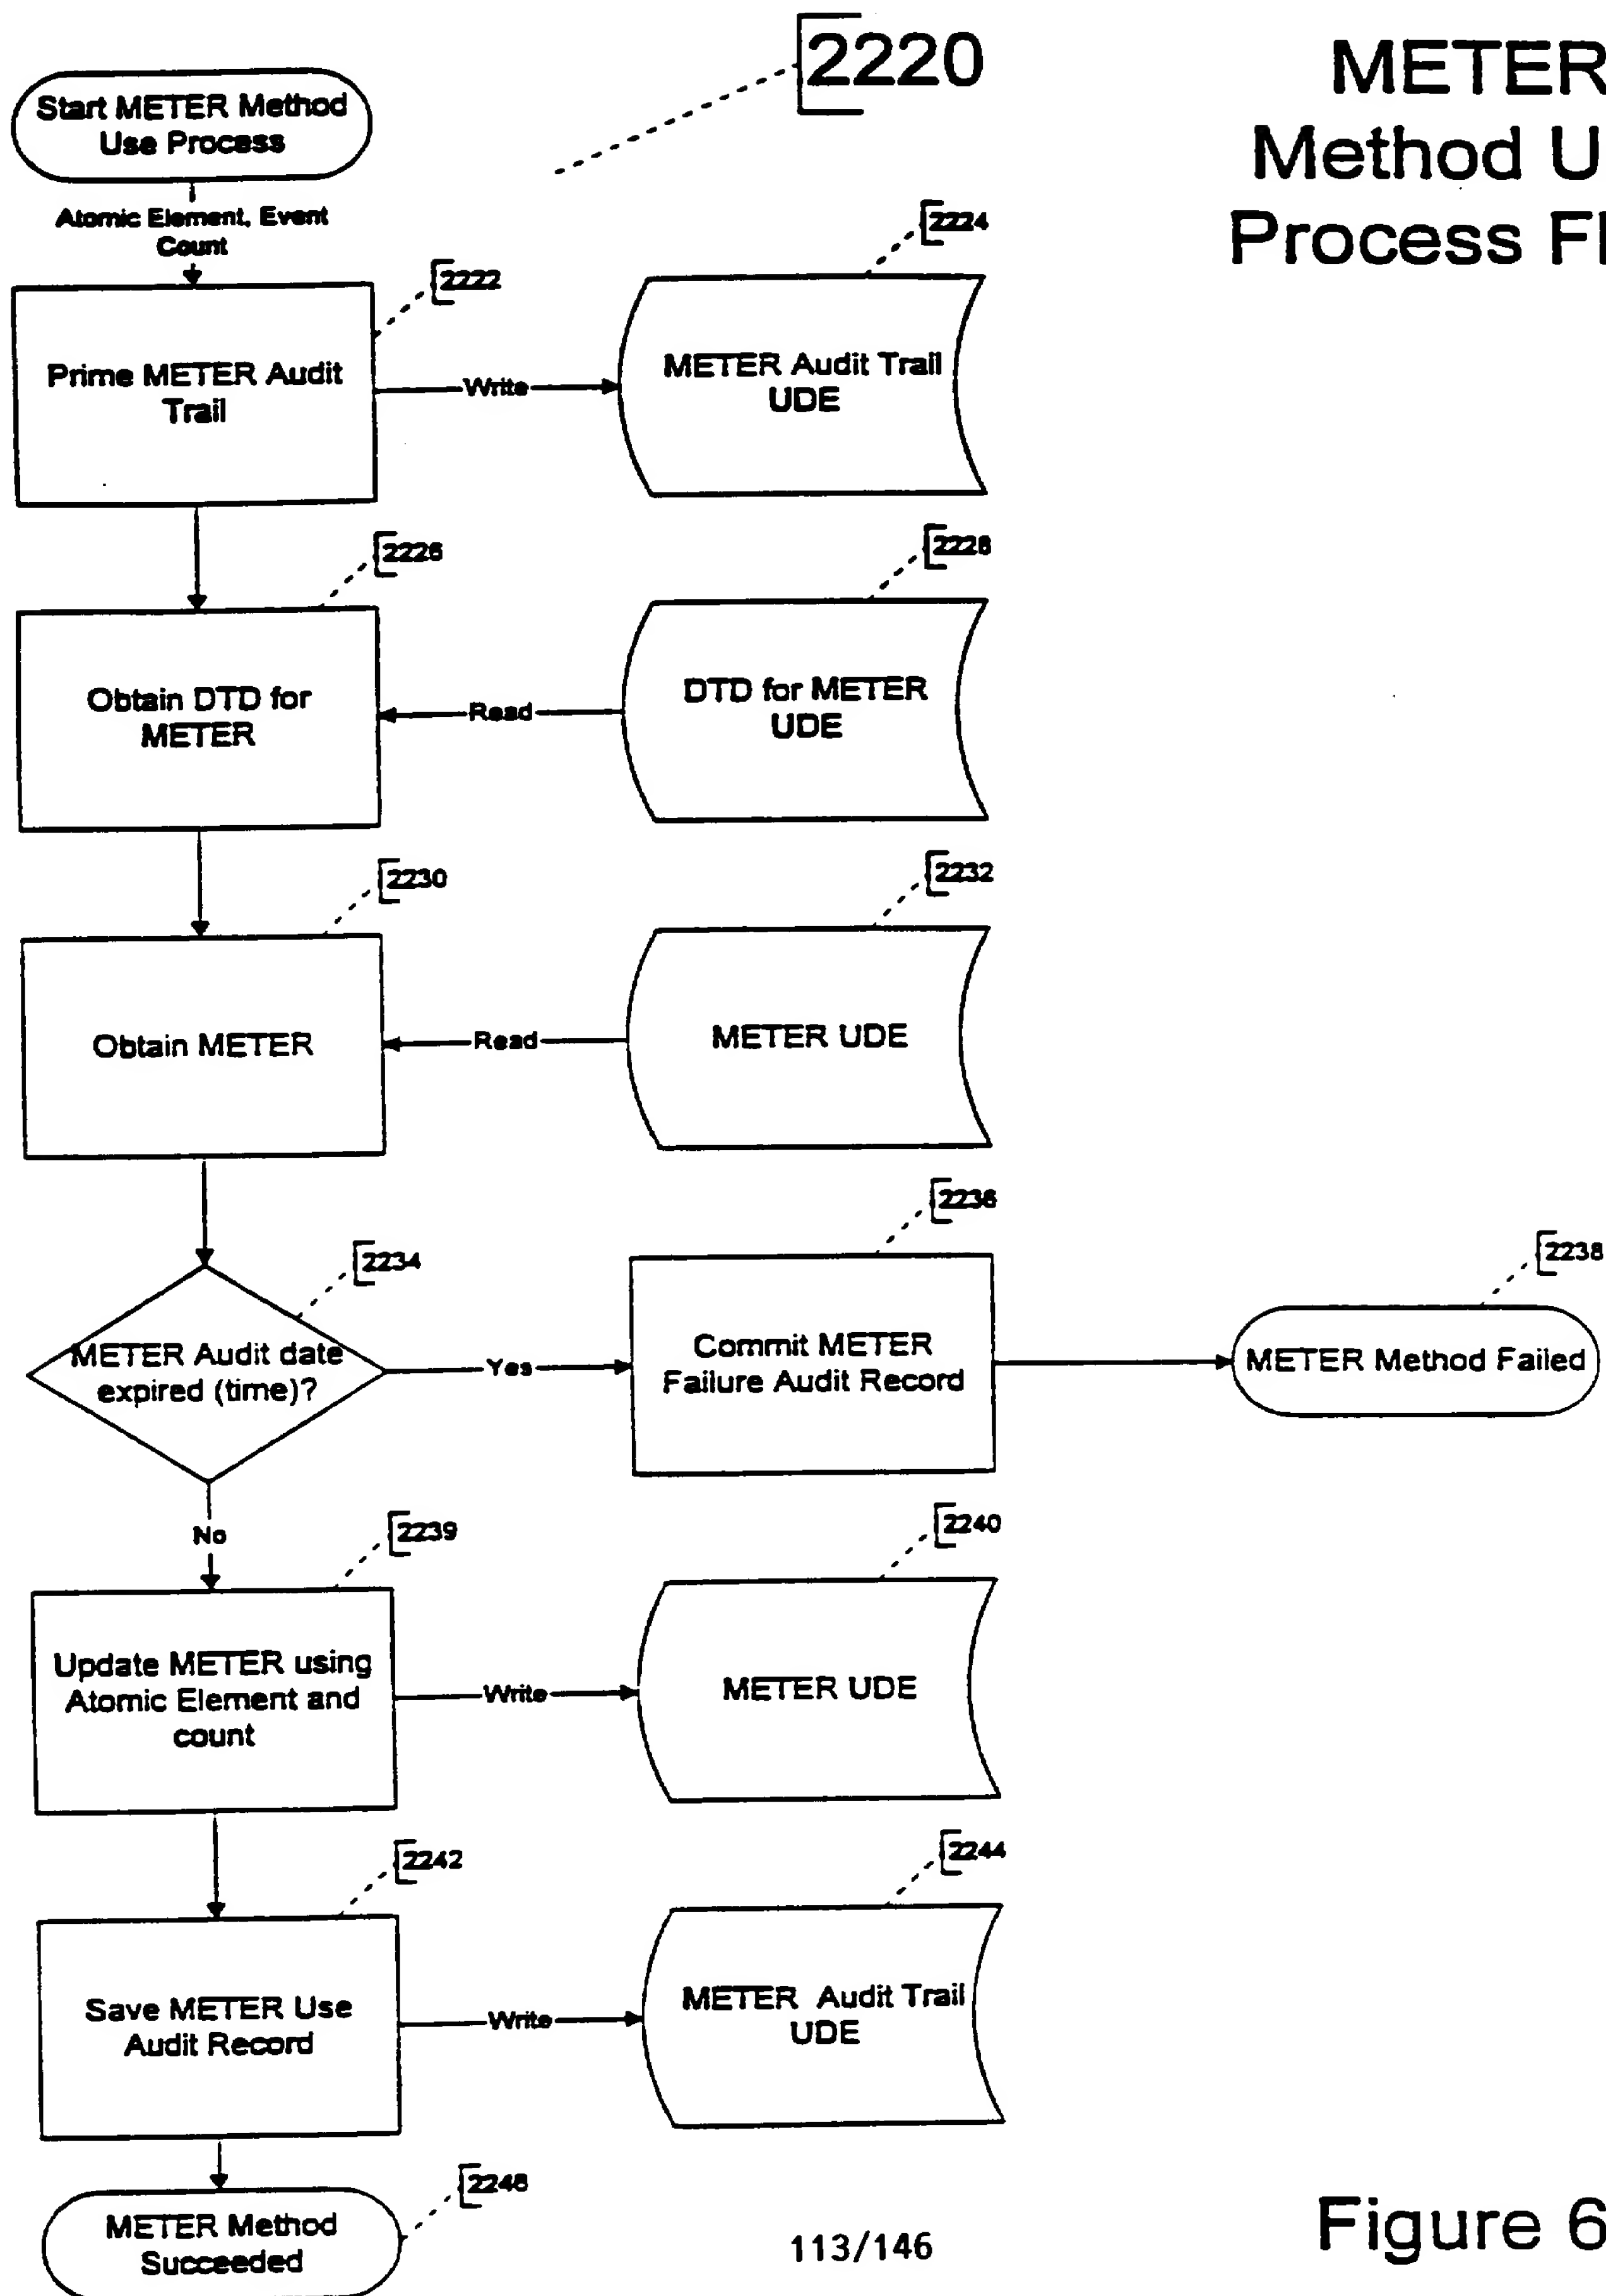 2220
METER
Method U
Process Fl
Start METER Method
Use Process
Atomic Element, Event
Count
2222
2224
Prime METER Audit
Trail
Write
METER Audit Trail
UDE
2226
2228
Obtain DTD for
METER
Read
DTD for METER
UDE
2230
2232
Obtain METER
Read
METER UDE
2234
2236
2238
METER Audit date
expired (time)?
Yes
Commit METER
Failure Audit Record
METER Method Failed
No
2239
2240
Update METER using
Atomic Element and
count
Write
METER UDE
2242
2244
Save METER Use
Audit Record
Write
METER Audit Trail
UDE
2246
METER Method
Succeeded
113/146
Figure 6